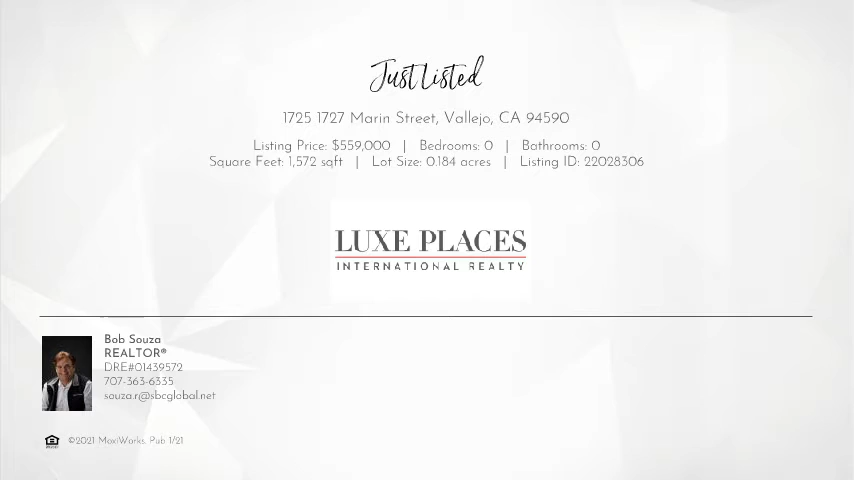 Just Listed
1725 1727 Marin Street, Vallejo, CA 94590
Listing Price: $559,000 | Bedrooms: 0 | Bathrooms: 0
Square Feet: 1,572 sqft | Lot Size: 0.184 acres | Listing ID: 22028306
LUXE PLACES
INTERNATIONAL REALTY
Bob Souza
REALTOR®
DRE#01439572
707-363-6335
souza.r@sbcglobal.net
©2021 MoxiWorks. Pub 1/21